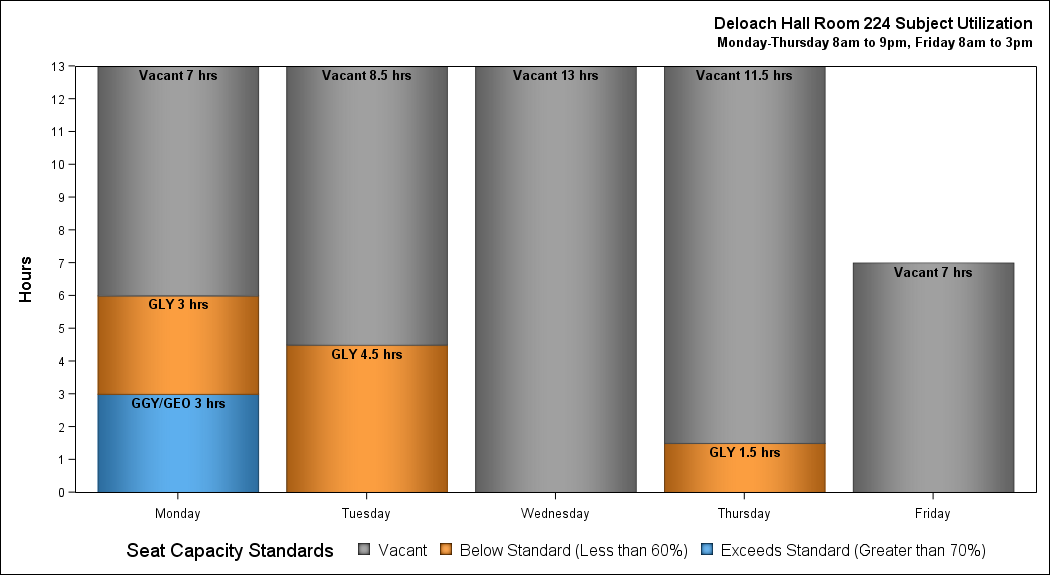 Deloach Hall Room 224 Subject Utilization
Monday-Thursday 8am to 9pm, Friday 8am to 3pm
Hours
13
12
11
10
9
8
7
6
5
4
3
2
1
0
Vacant 7 hrs
GLY 3 hrs
GGY/GEO 3 hrs
Vacant 8.5 hrs
GLY 4.5 hrs
Vacant 13 hrs
Vacant 11.5 hrs
GLY 1.5 hrs
Vacant 7 hrs
Monday Tuesday Wednesday Thursday Friday
Seat Capacity Standards Vacant Below Standard (Less than 60%) Exceeds Standard (Greater than 70%)